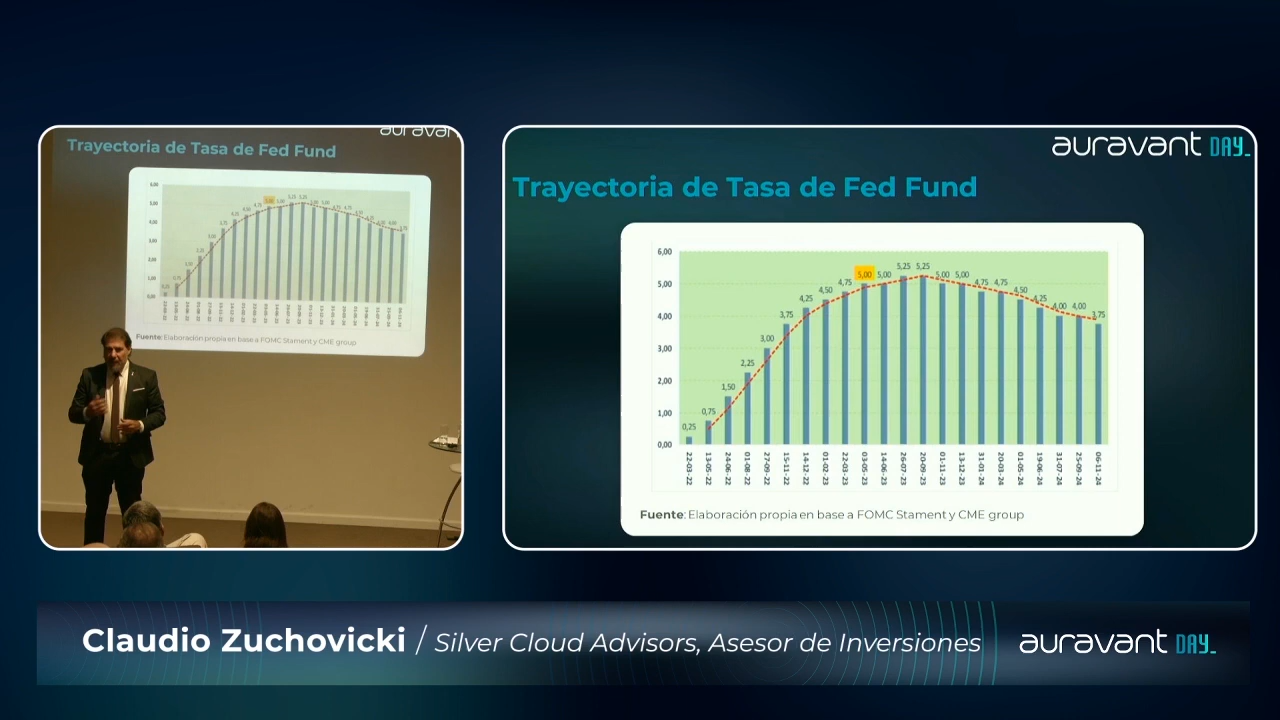 auravant
Trayectoria de Tasa de Fed Fund
Fuente: Elaboración propia en base a FOMC Stament y CME group
auravant DAY_
Trayectoria de Tasa de Fed Fund
6,00
5,00
4,00
3,00
2,00
1,00
0,00
0,25 0,75 1,50 2,25 3,00 3,75 4,25 4,50 4,75 5,00 5,00 5,25 5,25 5,00 5,00 4,75 4,75 4,50 4,25 4,00 4,00 3,75
22-03-22 13-05-22 24-06-22 01-08-22 27-09-22 15-11-22 14-12-22 01-02-23 22-03-23 03-05-23 14-06-23 26-07-23 20-09-23 01-11-23 13-12-23 31-01-24 20-03-24 01-05-24 19-06-24 31-07-24 25-09-24 06-11-24
Fuente: Elaboración propia en base a FOMC Stament y CME group
Claudio Zuchovicki / Silver Cloud Advisors, Asesor de Inversiones
auravant DAY_